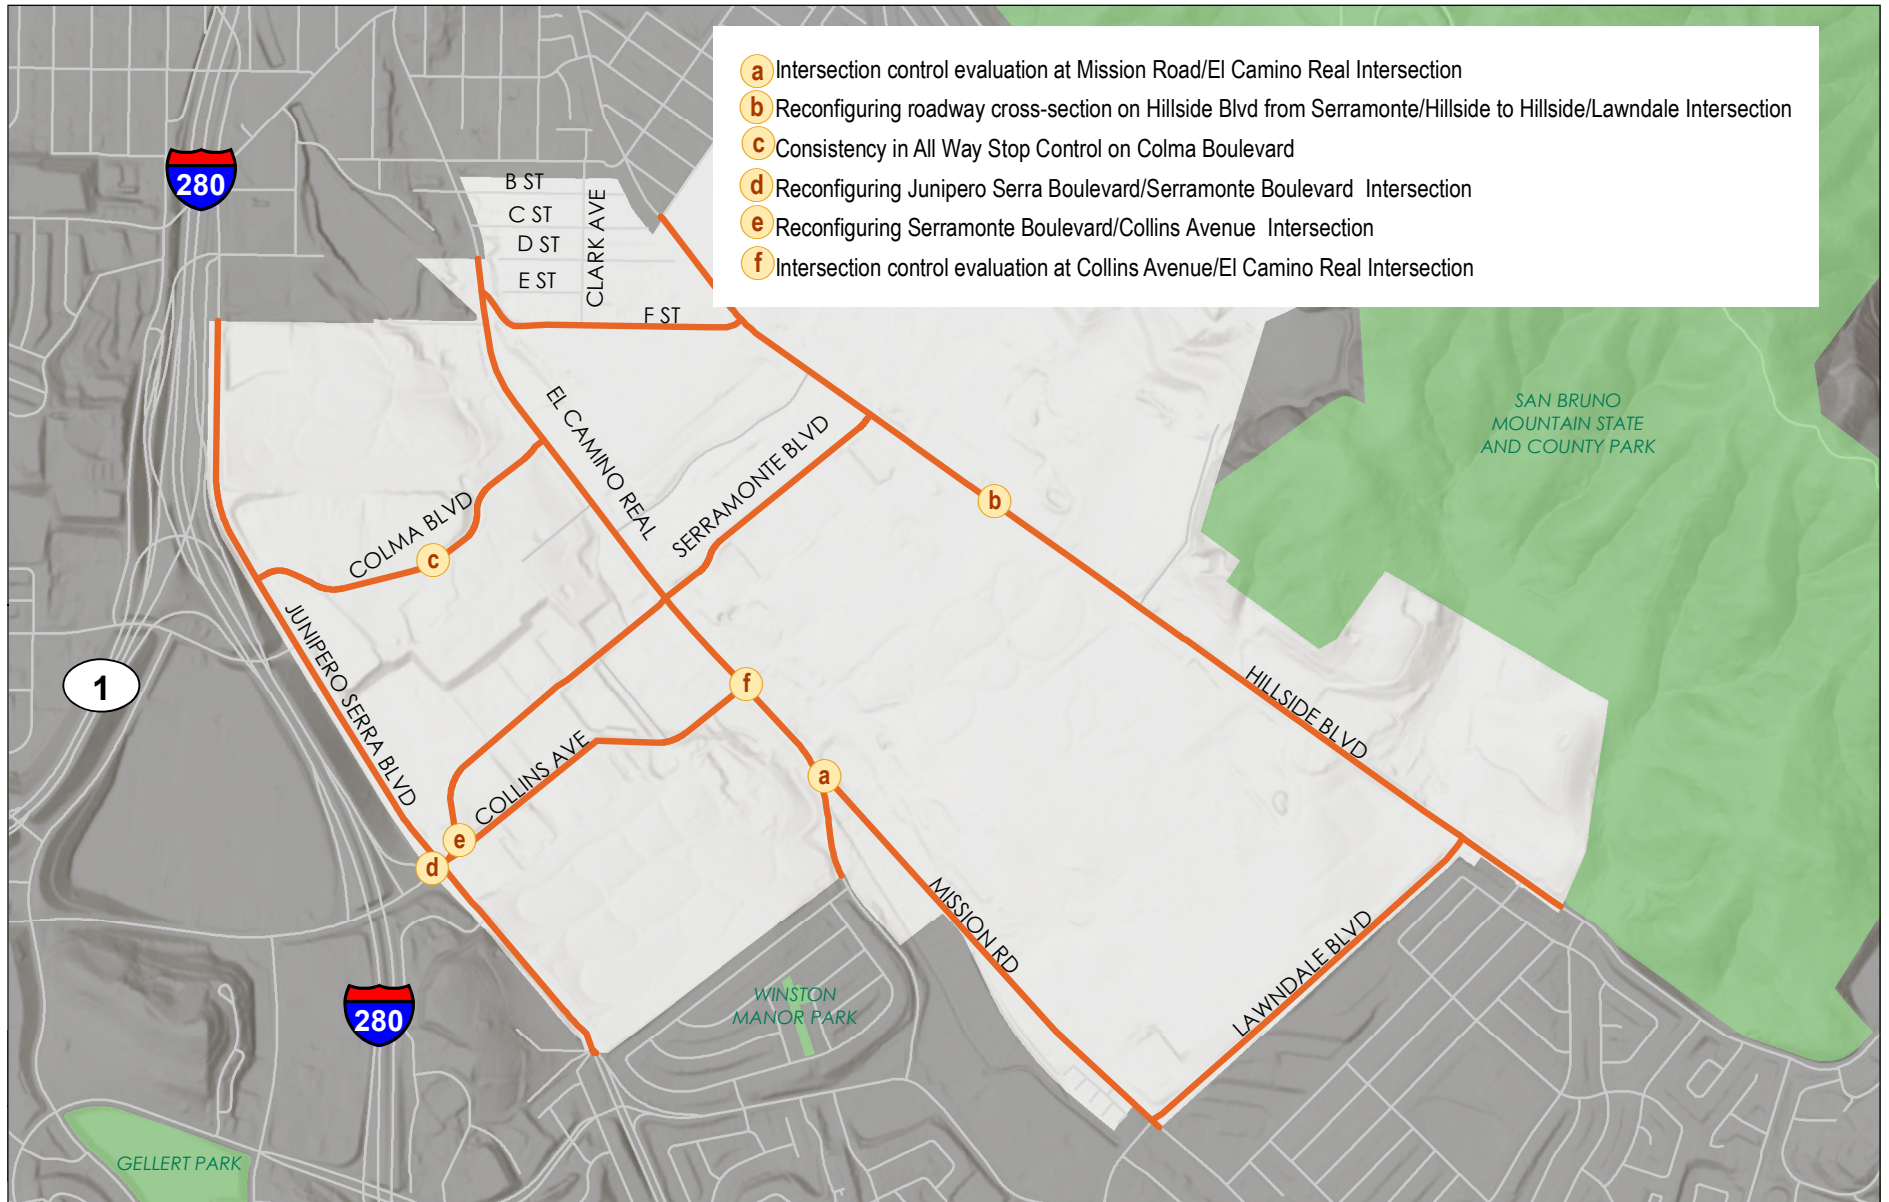 a Intersection control evaluation at Mission Road/El Camino Real Intersection
b Reconfiguring roadway cross-section on Hillside Blvd from Serramonte/Hillside to Hillside/Lawndale Intersection
c Consistency in All Way Stop Control on Colma Boulevard
d Reconfiguring Junipero Serra Boulevard/Serramonte Boulevard Intersection
e Reconfiguring Serramonte Boulevard/Collins Avenue Intersection
f Intersection control evaluation at Collins Avenue/El Camino Real Intersection
280
B ST
C ST
D ST
E ST
CLARK AVE
F ST
EL CAMINO REAL
SERRAMONTE BLVD
SAN BRUNO
MOUNTAIN STATE
AND COUNTY PARK
COLMA BLVD
c
b
JUNIPERO SERRA BLVD
1
f
HILLSIDE BLVD
COLLINS AVE
a
e
d
MISSION RD
LAWNDALE BLVD
WINSTON
MANOR PARK
280
GELLERT PARK